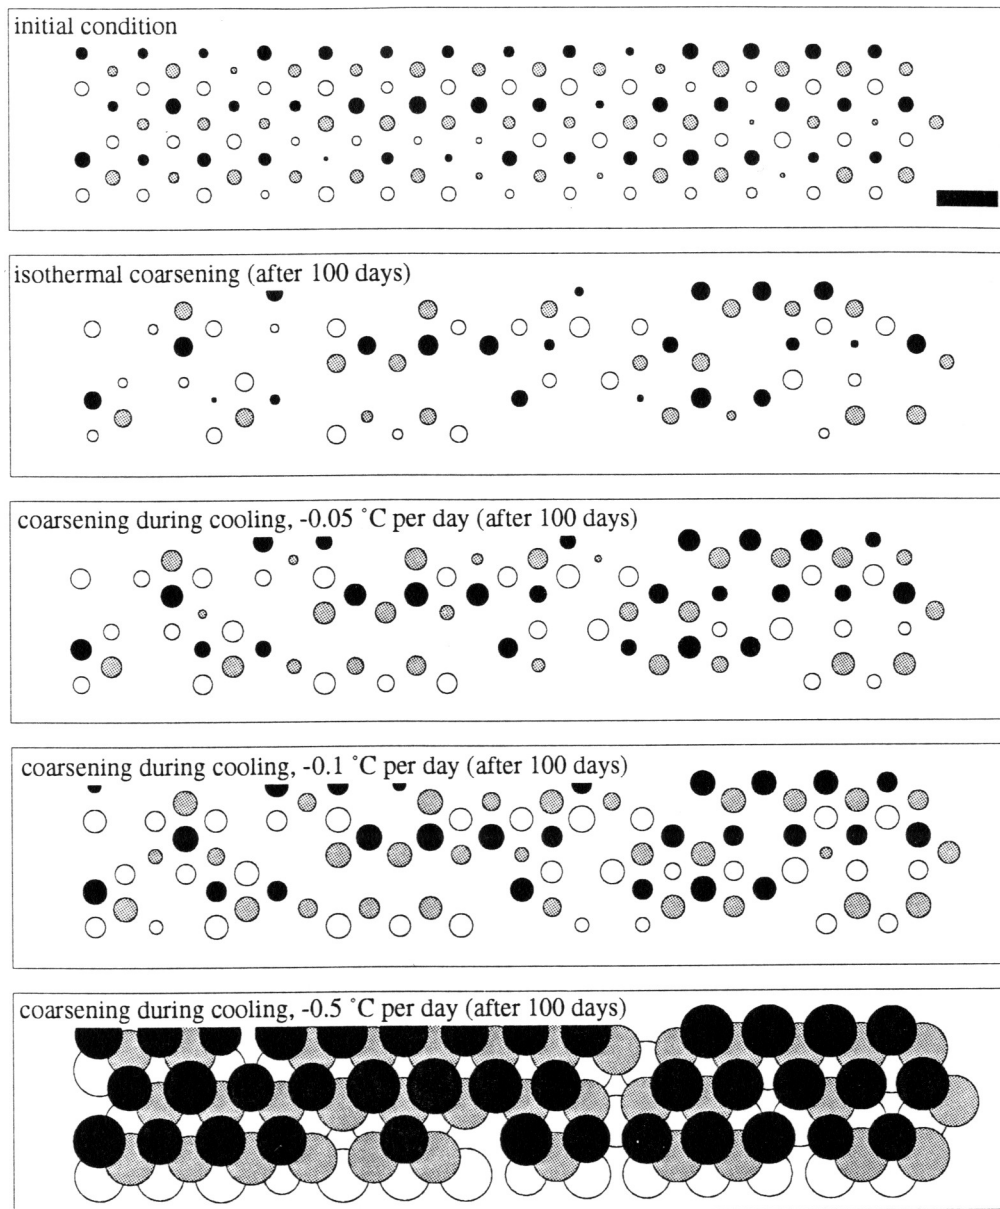 initial condition
isothermal coarsening (after 100 days)
coarsening during cooling, -0.05 ˚C per day (after 100 days)
coarsening during cooling, -0.1 ˚C per day (after 100 days)
coarsening during cooling, -0.5 ˚C per day (after 100 days)